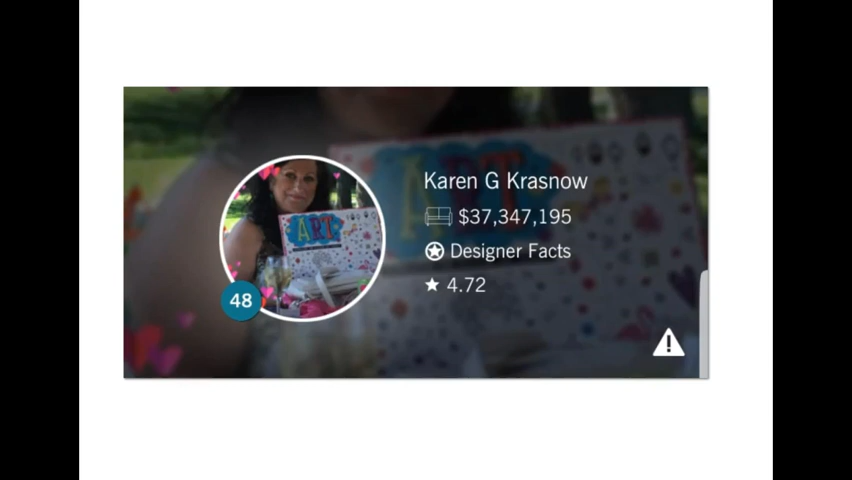 Karen G Krasnow
$37,347,195
Designer Facts
4.72
48
ART